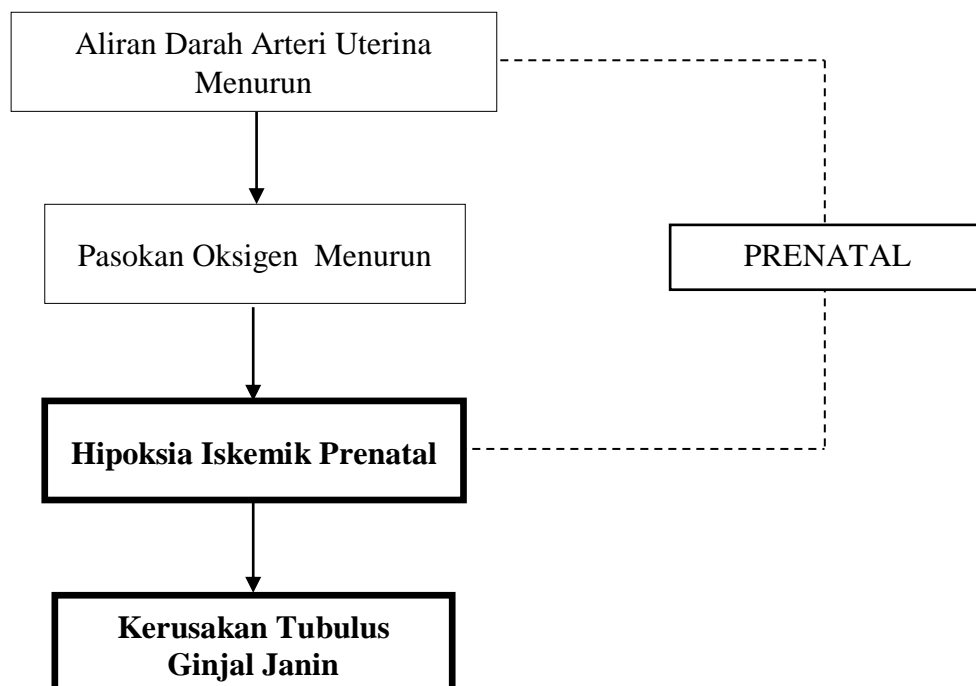 Aliran Darah Arteri Uterina
Menurun
Pasokan Oksigen  Menurun
PRENATAL
Hipoksia Iskemik Prenatal
Kerusakan Tubulus
Ginjal Janin